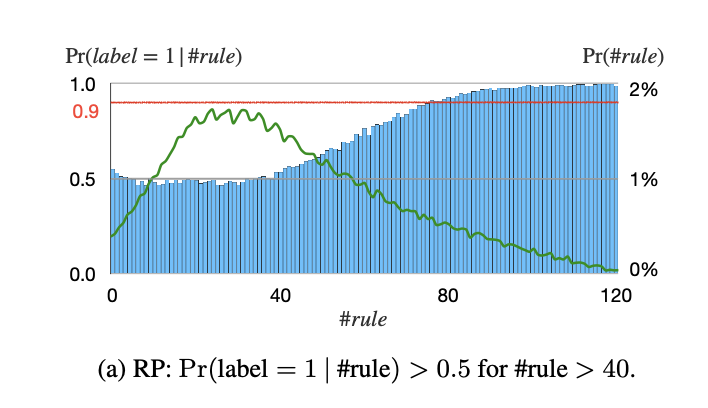 Pr(label = 1 | #rule) Pr(#rule)
1.0 2%
0.9
0.5 1%
0.0 0%
0 40 80 120
#rule
(a) RP: Pr(label = 1 | #rule) > 0.5 for #rule > 40.